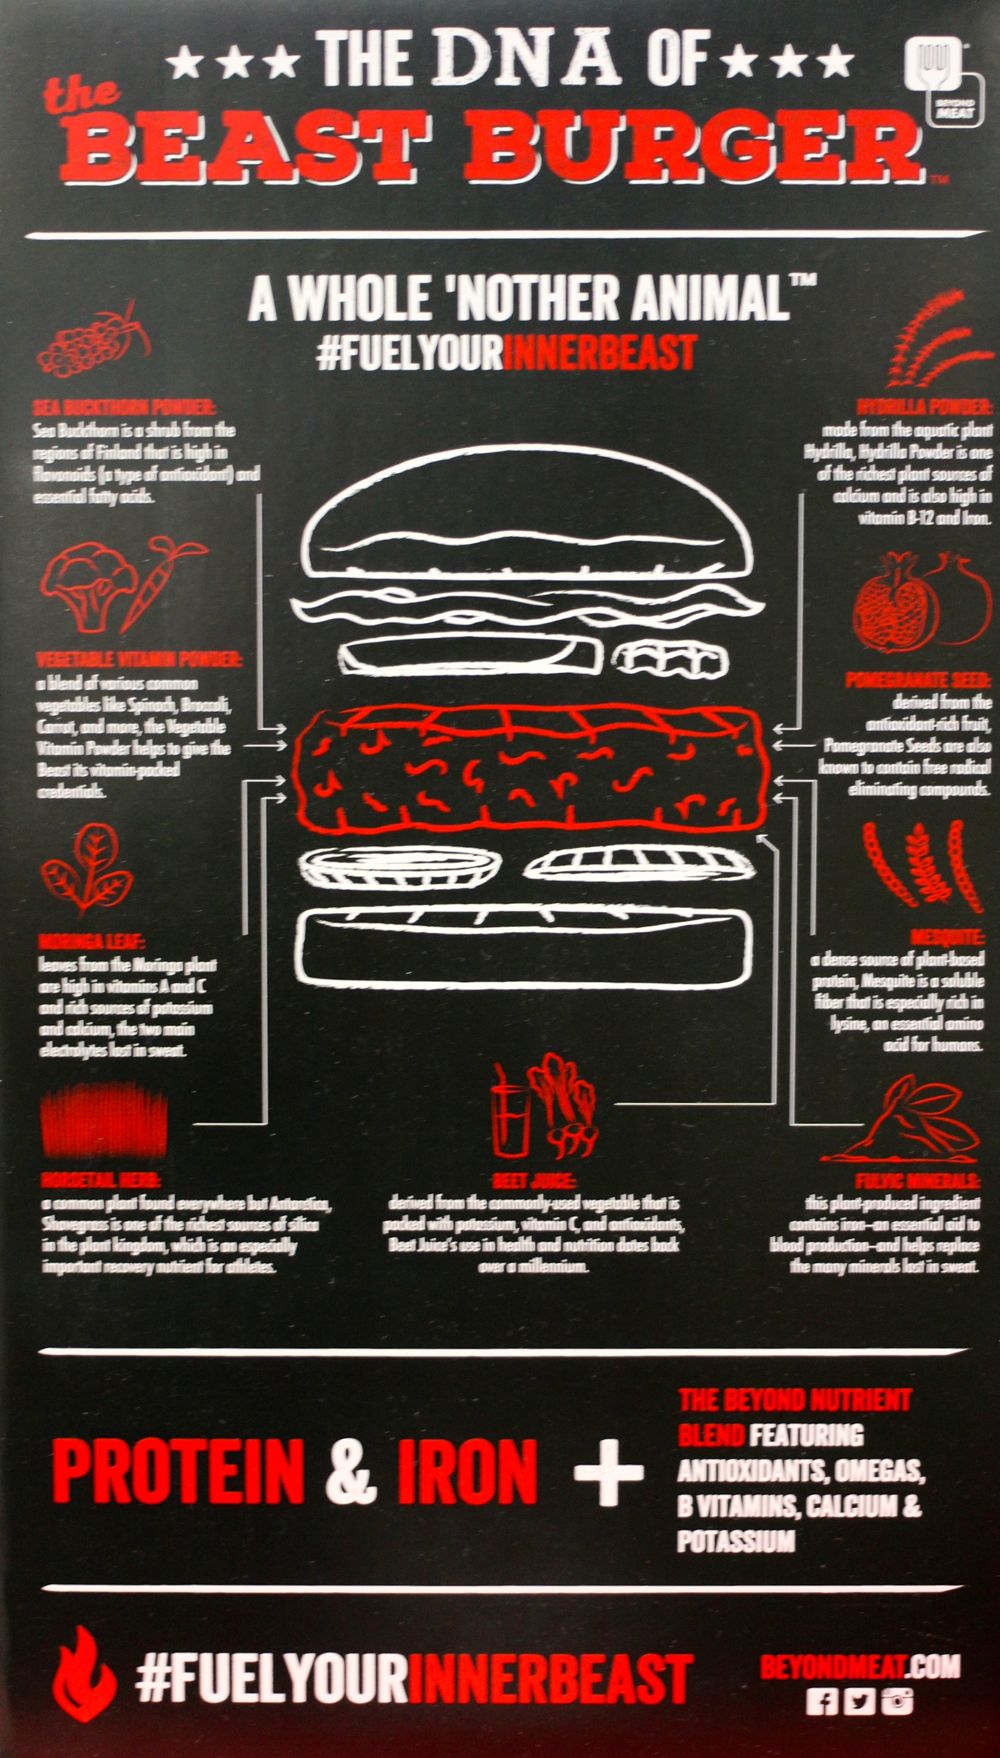 THE DNA OF
the
BEAST BURGER™
BEYOND
MEAT
A WHOLE 'NOTHER ANIMAL™
#FUELYOURINNERBEAST
SEA BUCKTHORN POWDER:
Sea Buckthorn is a shrub from the
regions of Finland that is high in
flavonoids (a type of antioxidant) and
essential fatty acids.
HYDRILLA POWDER:
made from the aquatic plant
Hydrilla, Hydrilla Powder is one
of the richest plant sources of
calcium and is also high in
vitamin B-12 and Iron.
VEGETABLE VITAMIN POWDER:
a blend of various common
vegetables like Spinach, Broccoli,
Carrot, and more, the Vegetable
Vitamin Powder helps to give the
Beast its vitamin-packed
credentials.
POMEGRANATE SEED:
derived from the
antioxidant-rich fruit,
Pomegranate Seeds are also
known to contain free radical
eliminating compounds.
MORINGA LEAF:
leaves from the Moringa plant
are high in vitamins A and C
and rich sources of potassium
and calcium, the two main
electrolytes lost in sweat.
MESQUITE:
a dense source of plant-based
protein, Mesquite is a soluble
fiber that is especially rich in
lysine, an essential amino
acid for humans.
HORSETAIL HERB:
a common plant found everywhere but Antarctica,
Shavegrass is one of the richest sources of silica
in the plant kingdom, which is an especially
important recovery nutrient for athletes.
BEET JUICE:
derived from the commonly-used vegetable that is
packed with potassium, vitamin C, and antioxidants,
Beet Juice's use in health and nutrition dates back
over a millennium.
FULVIC MINERALS:
this plant-produced ingredient
contains iron—an essential aid to
blood production—and helps replace
the many minerals lost in sweat.
PROTEIN & IRON +
THE BEYOND NUTRIENT
BLEND FEATURING
ANTIOXIDANTS, OMEGAS,
B VITAMINS, CALCIUM &
POTASSIUM
#FUELYOURINNERBEAST
BEYONDMEAT.COM